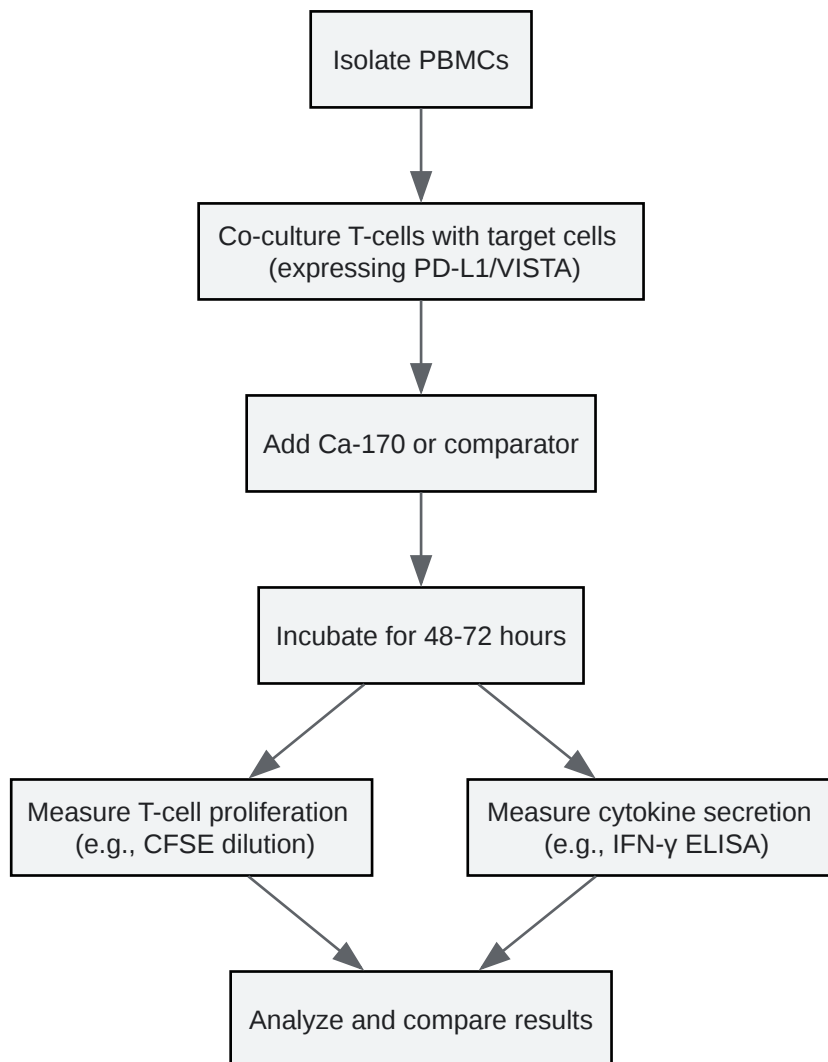 Isolate PBMCs
Co-culture T-cells with target cells
(expressing PD-L1/VISTA)
Add Ca-170 or comparator
Incubate for 48-72 hours
Measure T-cell proliferation
(e.g., CFSE dilution)
Measure cytokine secretion
(e.g., IFN-γ ELISA)
Analyze and compare results